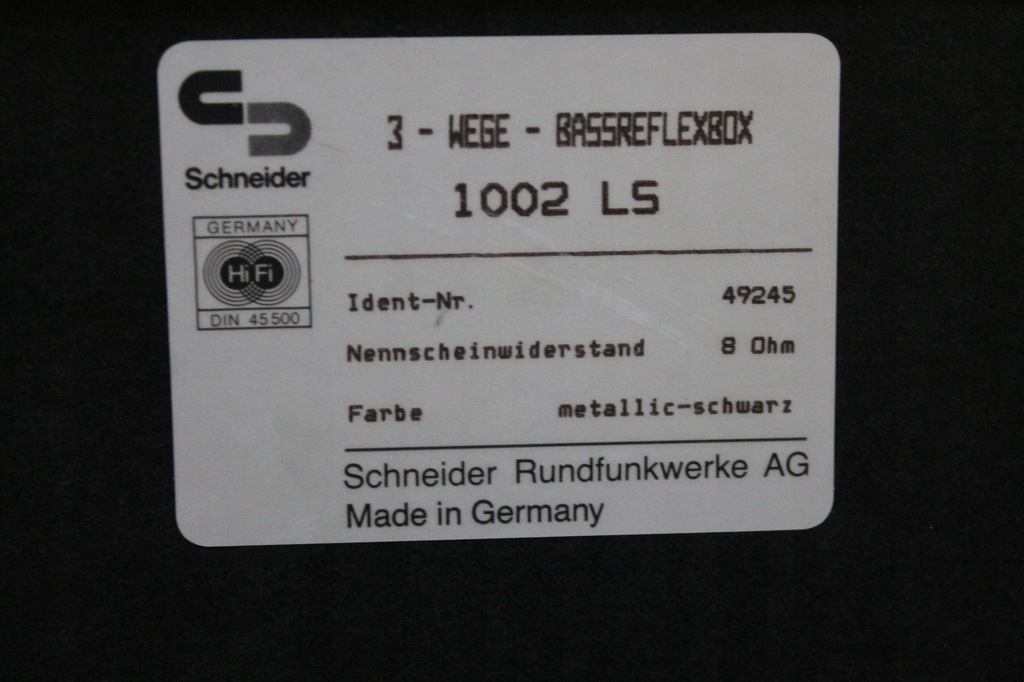 Schneider
GERMANY
HiFi
DIN 45500
3 - WEGE - BASSREFLEXBOX
1002 LS
Ident-Nr. 49245
Nennscheinwiderstand 8 Ohm
Farbe metallic-schwarz
Schneider Rundfunkwerke AG
Made in Germany